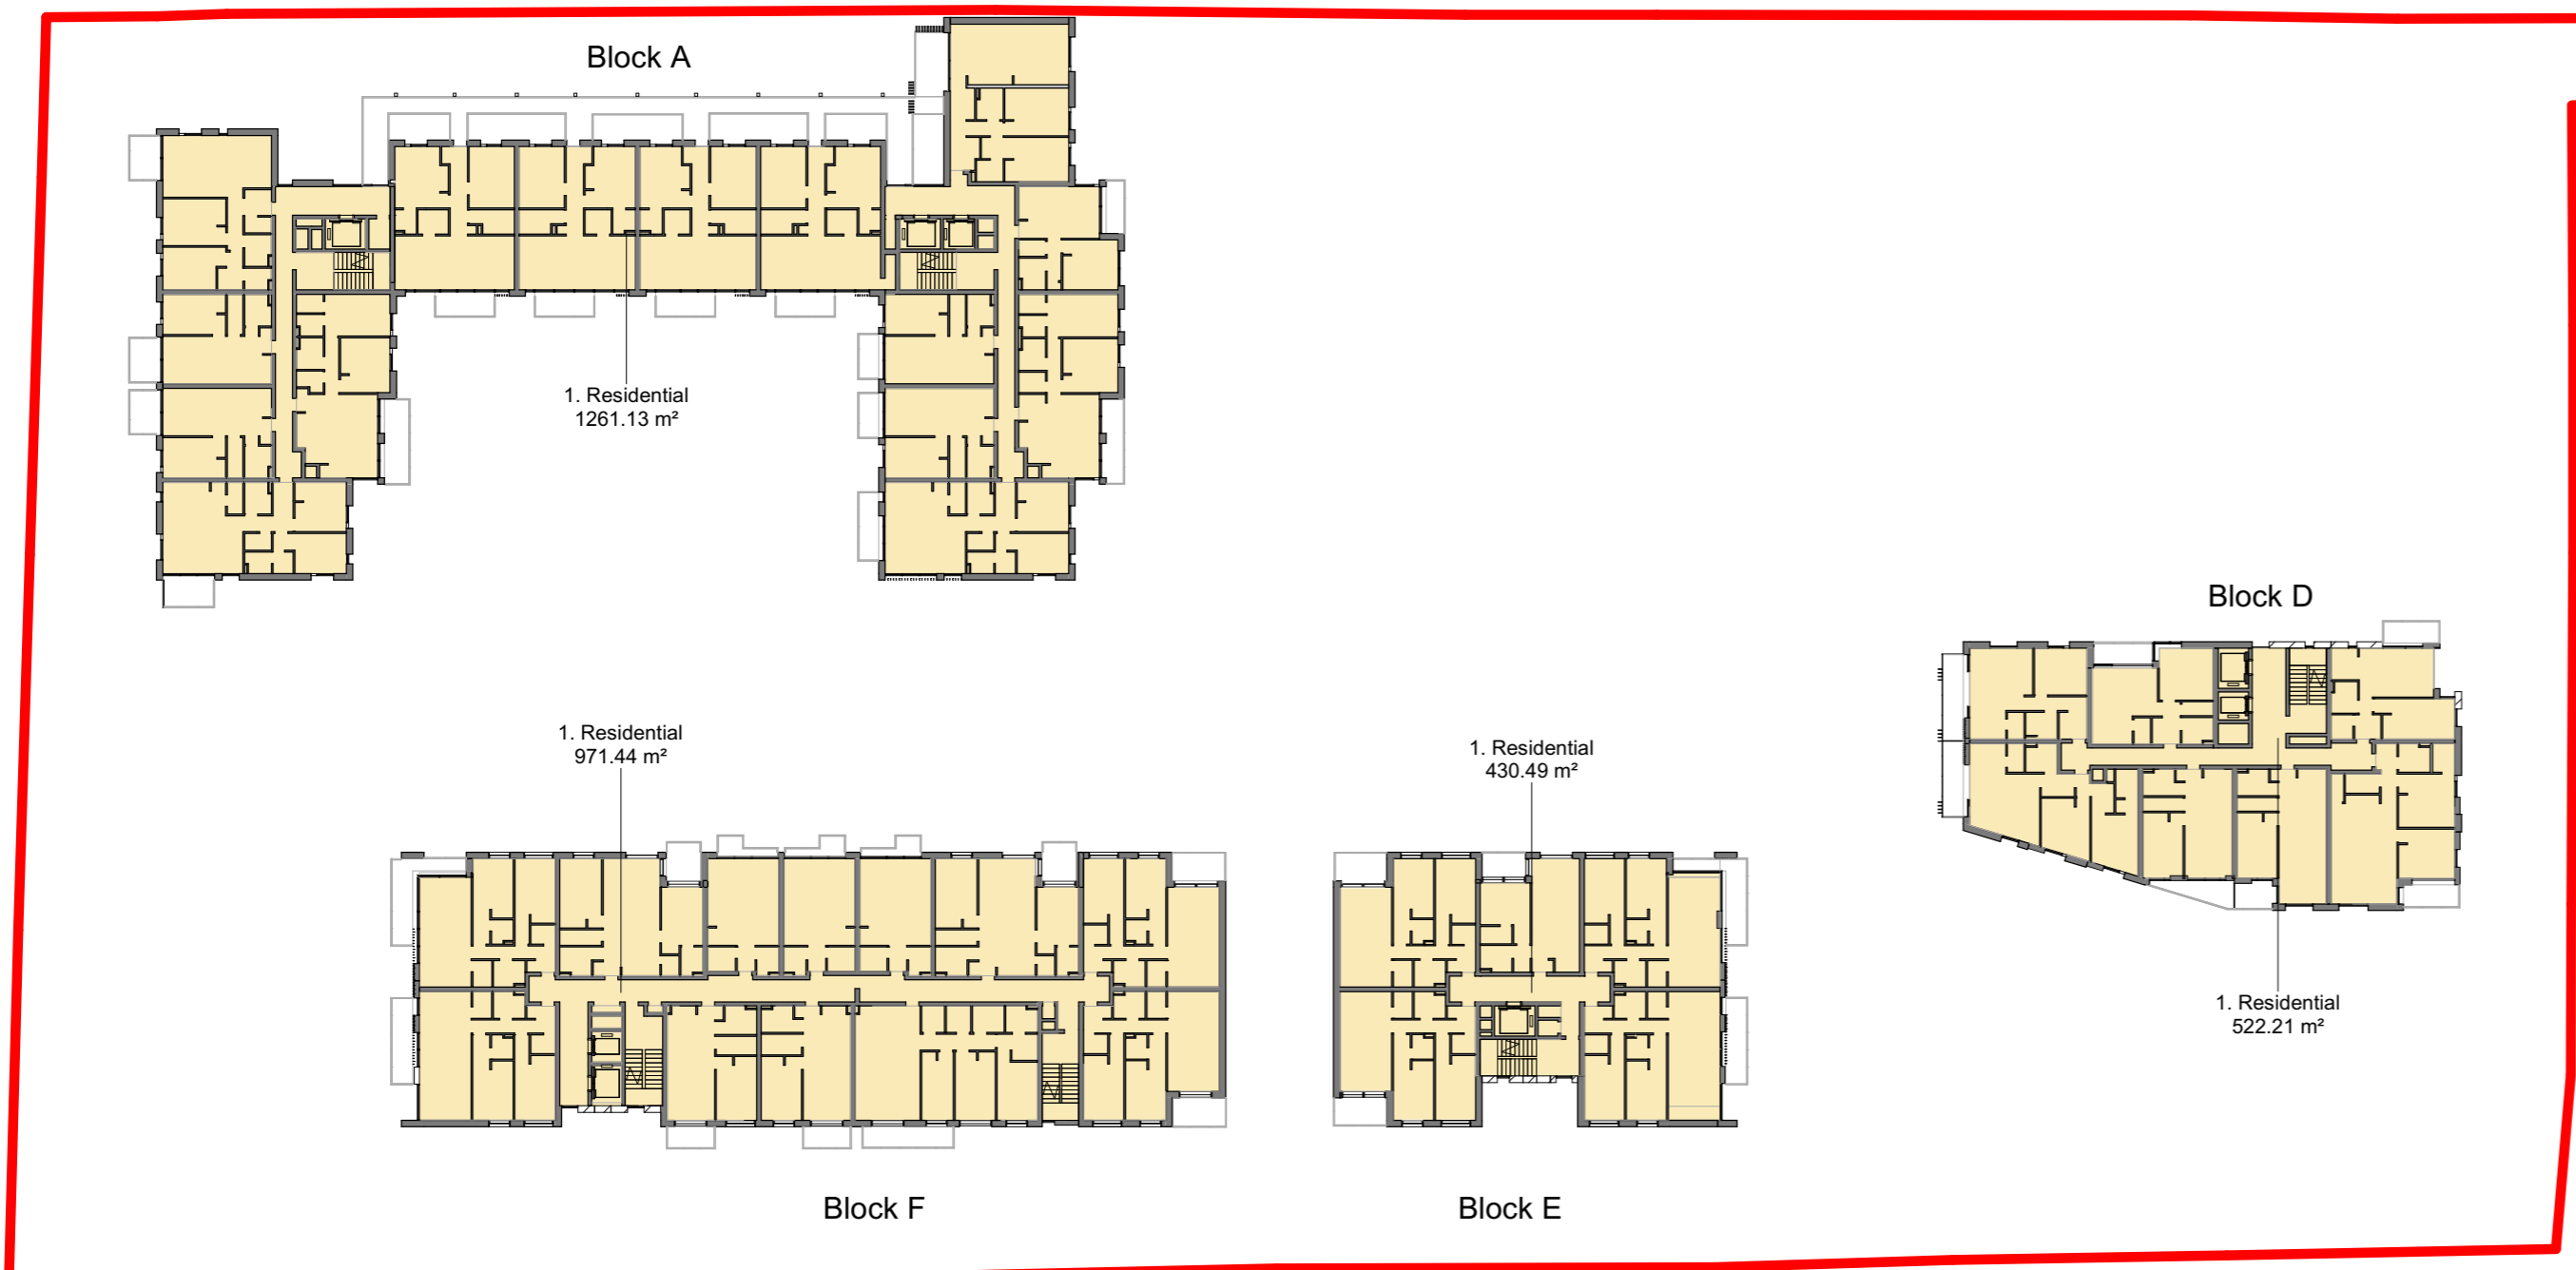 Block A
1. Residential
1261.13 m²
Block D
1. Residential
971.44 m²
1. Residential
430.49 m²
1. Residential
522.21 m²
Block F
Block E